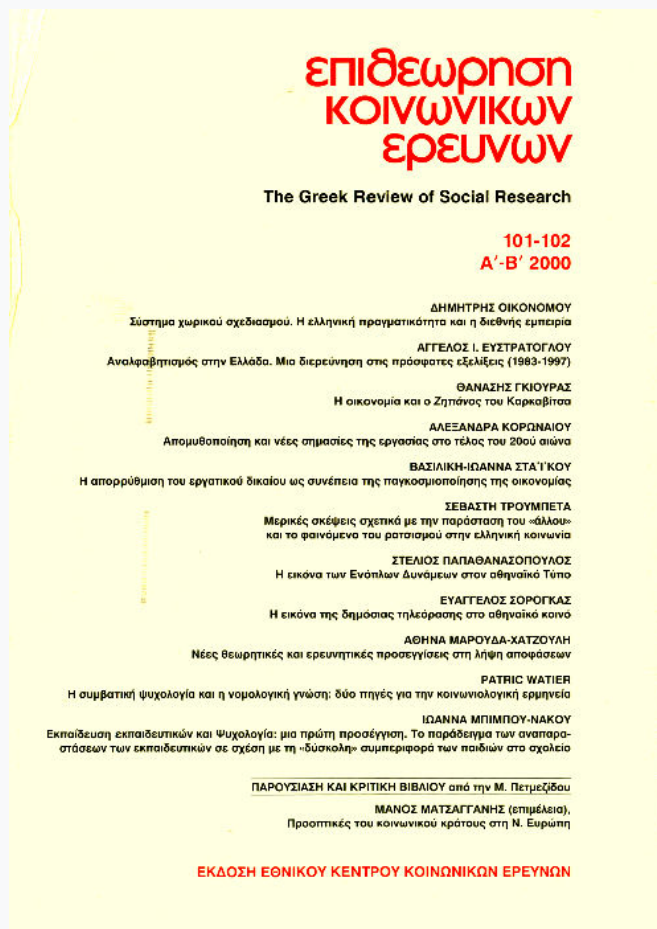 επιθεωρηση
κοινωνικων
ερευνων
The Greek Review of Social Research
101-102
Α΄-Β΄ 2000
ΔΗΜΗΤΡΗΣ ΟΙΚΟΝΟΜΟΥ
Σύστημα χωρικού σχεδιασμού. Η ελληνική πραγματικότητα και η διεθνής εμπειρία
ΑΓΓΕΛΟΣ Ι. ΕΥΣΤΡΑΤΟΓΛΟΥ
Αναλφαβητισμός στην Ελλάδα. Μια διερεύνηση στις πρόσφατες εξελίξεις (1983-1997)
ΘΑΝΑΣΗΣ ΓΚΙΟΥΡΑΣ
Η οικονομία και ο Ζητιάνος του Καρκαβίτσα
ΑΛΕΞΑΝΔΡΑ ΚΟΡΩΝΑΙΟΥ
Απομυθοποίηση και νέες σημασίες της εργασίας στο τέλος του 20ού αιώνα
ΒΑΣΙΛΙΚΗ-ΙΩΑΝΝΑ ΣΤΑΪΚΟΥ
Η απορρύθμιση του εργατικού δικαίου ως συνέπεια της παγκοσμιοποίησης της οικονομίας
ΣΕΒΑΣΤΗ ΤΡΟΥΜΠΕΤΑ
Μερικές σκέψεις σχετικά με την παράσταση του «άλλου»
και το φαινόμενο του ρατσισμού στην ελληνική κοινωνία
ΣΤΕΛΙΟΣ ΠΑΠΑΘΑΝΑΣΟΠΟΥΛΟΣ
Η εικόνα των Ενόπλων Δυνάμεων στον αθηναϊκό Τύπο
ΕΥΑΓΓΕΛΟΣ ΣΟΡΟΓΚΑΣ
Η εικόνα της δημόσιας τηλεόρασης στο αθηναϊκό κοινό
ΑΘΗΝΑ ΜΑΡΟΥΔΑ-ΧΑΤΖΟΥΛΗ
Νέες θεωρητικές και ερευνητικές προσεγγίσεις στη λήψη αποφάσεων
PATRIC WATIER
Η συμβατική ψυχολογία και η νομολογική γνώση: δύο πηγές για την κοινωνιολογική ερμηνεία
ΙΩΑΝΝΑ ΜΠΙΜΠΟΥ-ΝΑΚΟΥ
Εκπαίδευση εκπαιδευτικών και Ψυχολογία: μια πρώτη προσέγγιση. Το παράδειγμα των αναπαρα-
στάσεων των εκπαιδευτικών σε σχέση με τη «δύσκολη» συμπεριφορά των παιδιών στο σχολείο
ΠΑΡΟΥΣΙΑΣΗ ΚΑΙ ΚΡΙΤΙΚΗ ΒΙΒΛΙΟΥ από την Μ. Πετμεζίδου
ΜΑΝΟΣ ΜΑΤΣΑΓΓΑΝΗΣ (επιμέλεια),
Προοπτικές του κοινωνικού κράτους στη Ν. Ευρώπη
ΕΚΔΟΣΗ ΕΘΝΙΚΟΥ ΚΕΝΤΡΟΥ ΚΟΙΝΩΝΙΚΩΝ ΕΡΕΥΝΩΝ